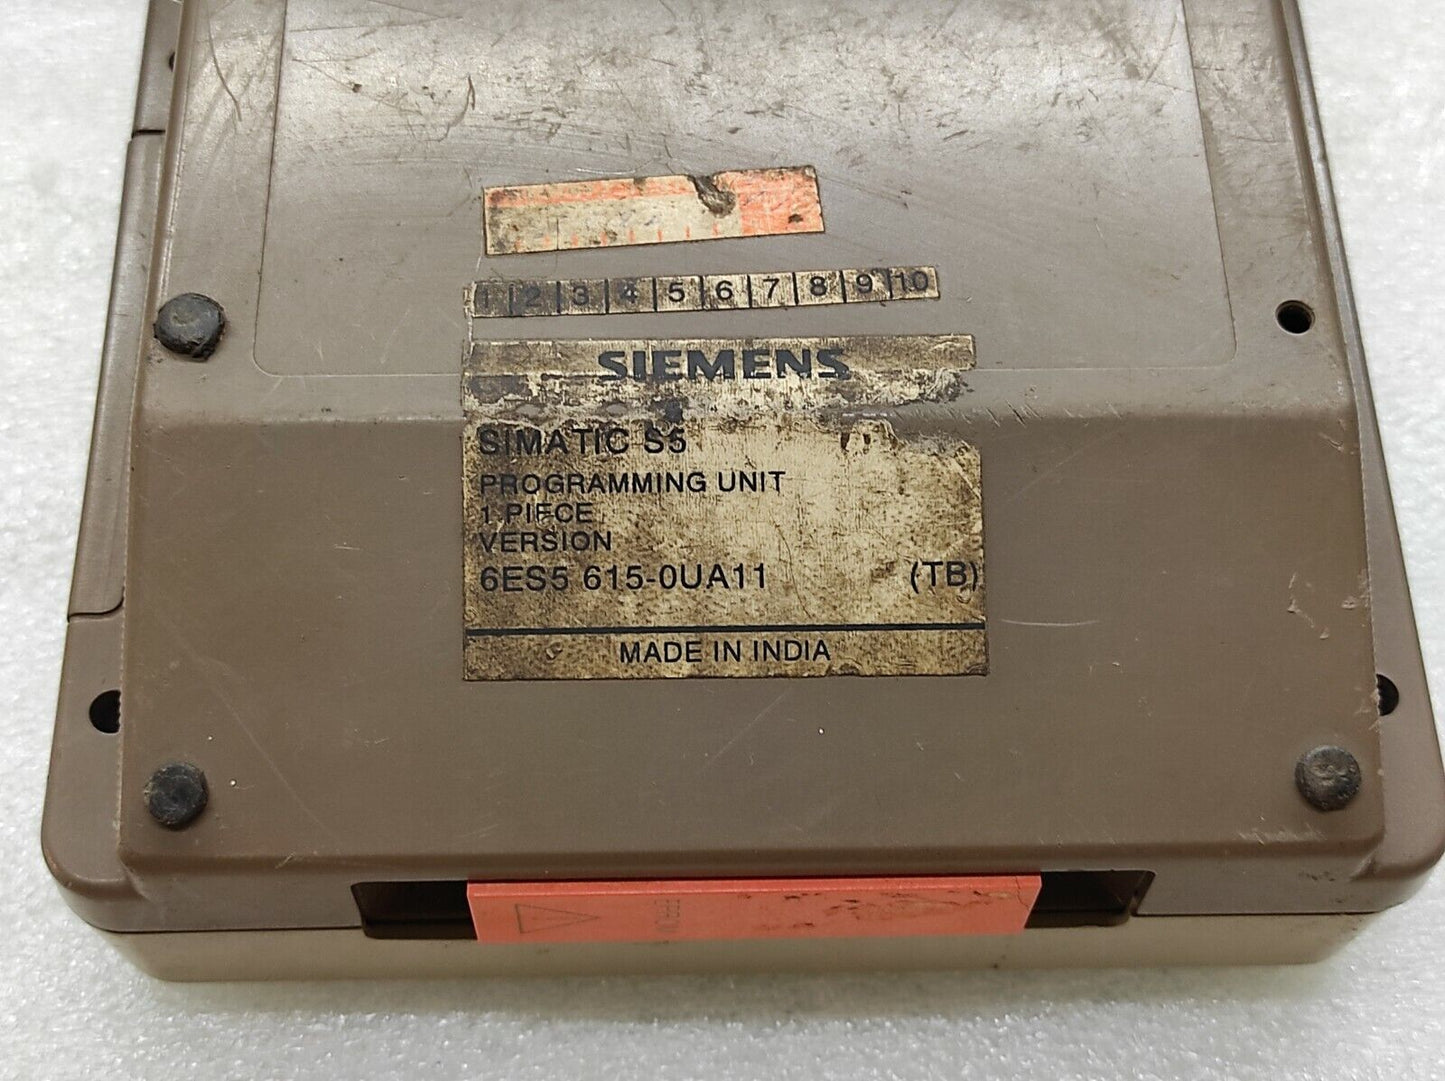 1 2 3 4 5 6 7 8 9 10
SIEMENS
SIMATIC S5
PROGRAMMING UNIT
1 PIECE
VERSION
6ES5 615-0UA11 (TB)
MADE IN INDIA